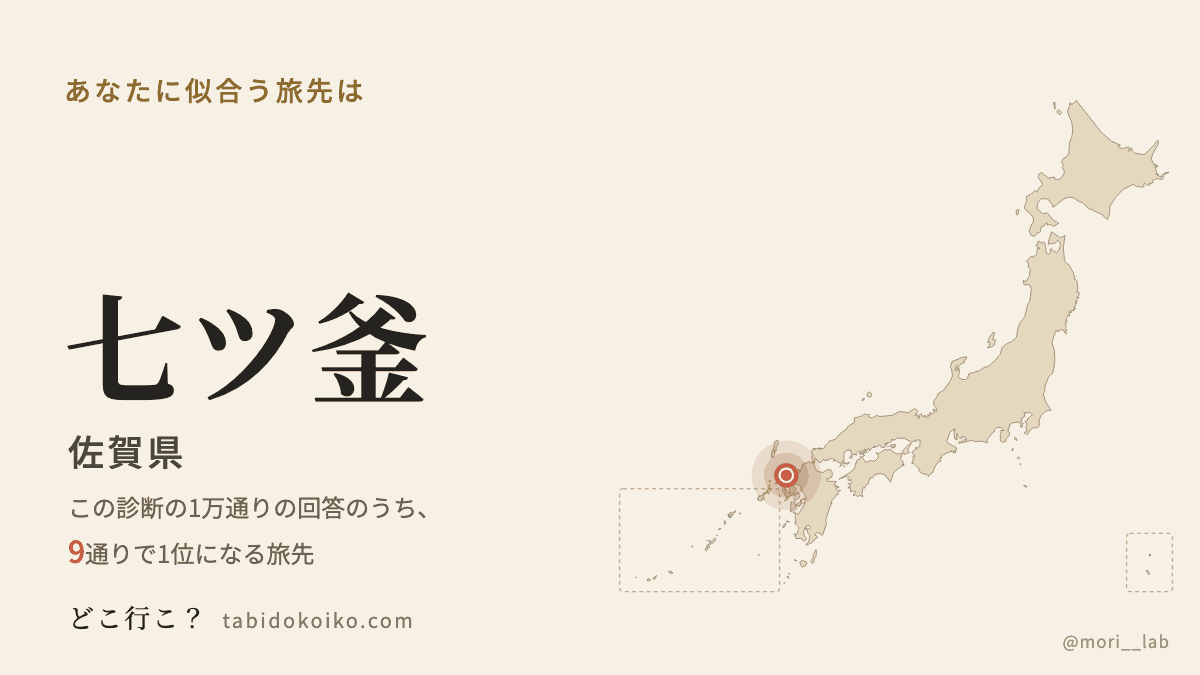 あなたに似合う旅先は
七ツ釜
佐賀県
この診断の1万通りの回答のうち、
9通りで1位になる旅先
どこ行こ？ tabidokoiko.com
@mori__lab